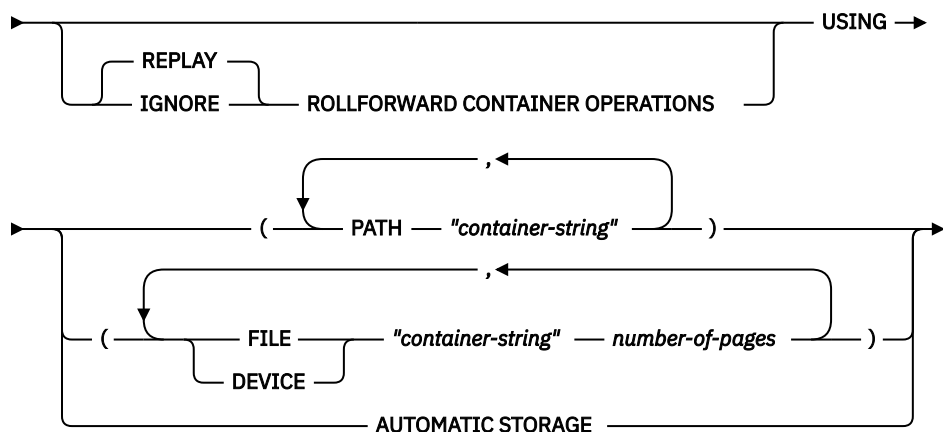 USING
REPLAY
IGNORE ROLLFORWARD CONTAINER OPERATIONS
,
( PATH "container-string" )
,
( FILE "container-string" number-of-pages )
DEVICE
AUTOMATIC STORAGE